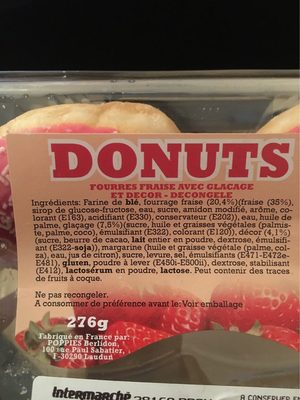 DONUTS
FOURRES FRAISE AVEC GLACAGE
ET DECOR - DECONGELE
Ingrédients: Farine de blé, fourrage fraise (20,4%)(fraise (35%),
sirop de glucose-fructose, eau, sucre, amidon modifié, arôme, co-
lorant (E163), acidifiant (E330), conservateur (E202)), eau, huile de
palme, glaçage (7,5%)(sucre, huile et graisses végétales (palmis-
te, palme, coco), émulsifiant (E322), colorant (E120)), décor (4,1%)
(sucre, beurre de cacao, lait entier en poudre, dextrose, émulsifi-
ant (E322-soja)), margarine (huile et graisse végétale (palme, col-
za), eau, jus de citron), sucre, levure, sel, émulsifiants (E471-E472e-
E481), gluten, poudre à lever (E450i-E500ii), dextrose, stabilisant
(E412), lactosérum en poudre, lactose. Peut contenir des traces
de fruits à coque.
Ne pas recongeler.
A consommer de préférence avant le: Voir emballage
276g
Fabriqué en France par:
POPPIES Berlidon,
100 rue Paul Sabatier,
F-30290 Laudun
Intermarché
A CONSERVER